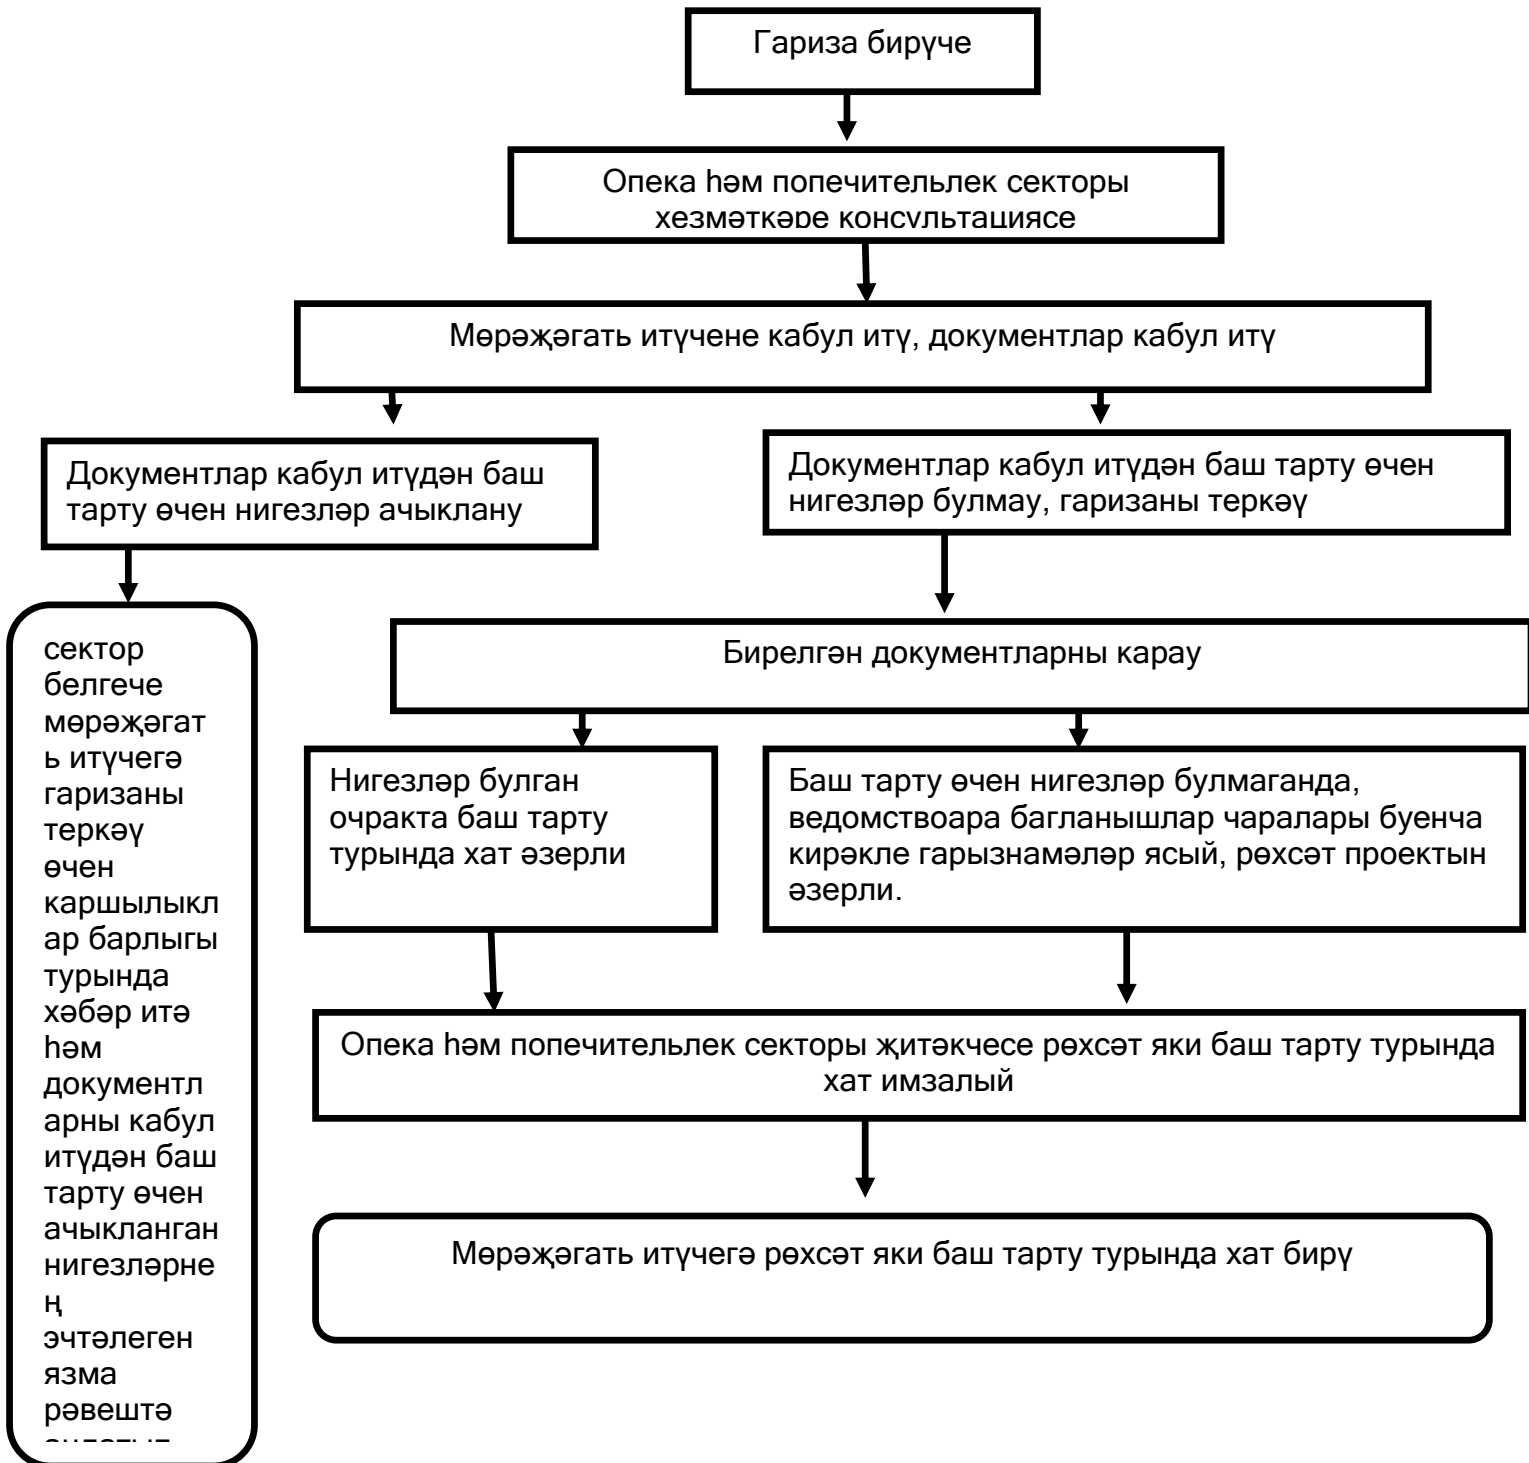 Гариза бирүче
Опека һәм попечительлек секторы
хезмәткәре консультациясе
Мөрәҗәгать итүчене кабул итү, документлар кабул итү
Документлар кабул итүдән баш
тарту өчен нигезләр ачыклану
Документлар кабул итүдән баш тарту өчен
нигезләр булмау, гаризаны теркәү
сектор
белгече
мөрәҗәгат
ь итүчегә
гаризаны
теркәү
өчен
каршылыкл
ар барлыгы
турында
хәбәр итә
һәм
документл
арны кабул
итүдән баш
тарту өчен
ачыкланган
нигезләрне
ң
эчтәлеген
язма
рәвештә
Бирелгән документларны карау
Нигезләр булган
очракта баш тарту
турында хат әзерли
Баш тарту өчен нигезләр булмаганда,
ведомствоара багланышлар чаралары буенча
кирәкле гарызнамәләр ясый, рөхсәт проектын
әзерли.
Опека һәм попечительлек секторы җитәкчесе рөхсәт яки баш тарту турында
хат имзалый
Мөрәҗәгать итүчегә рөхсәт яки баш тарту турында хат бирү